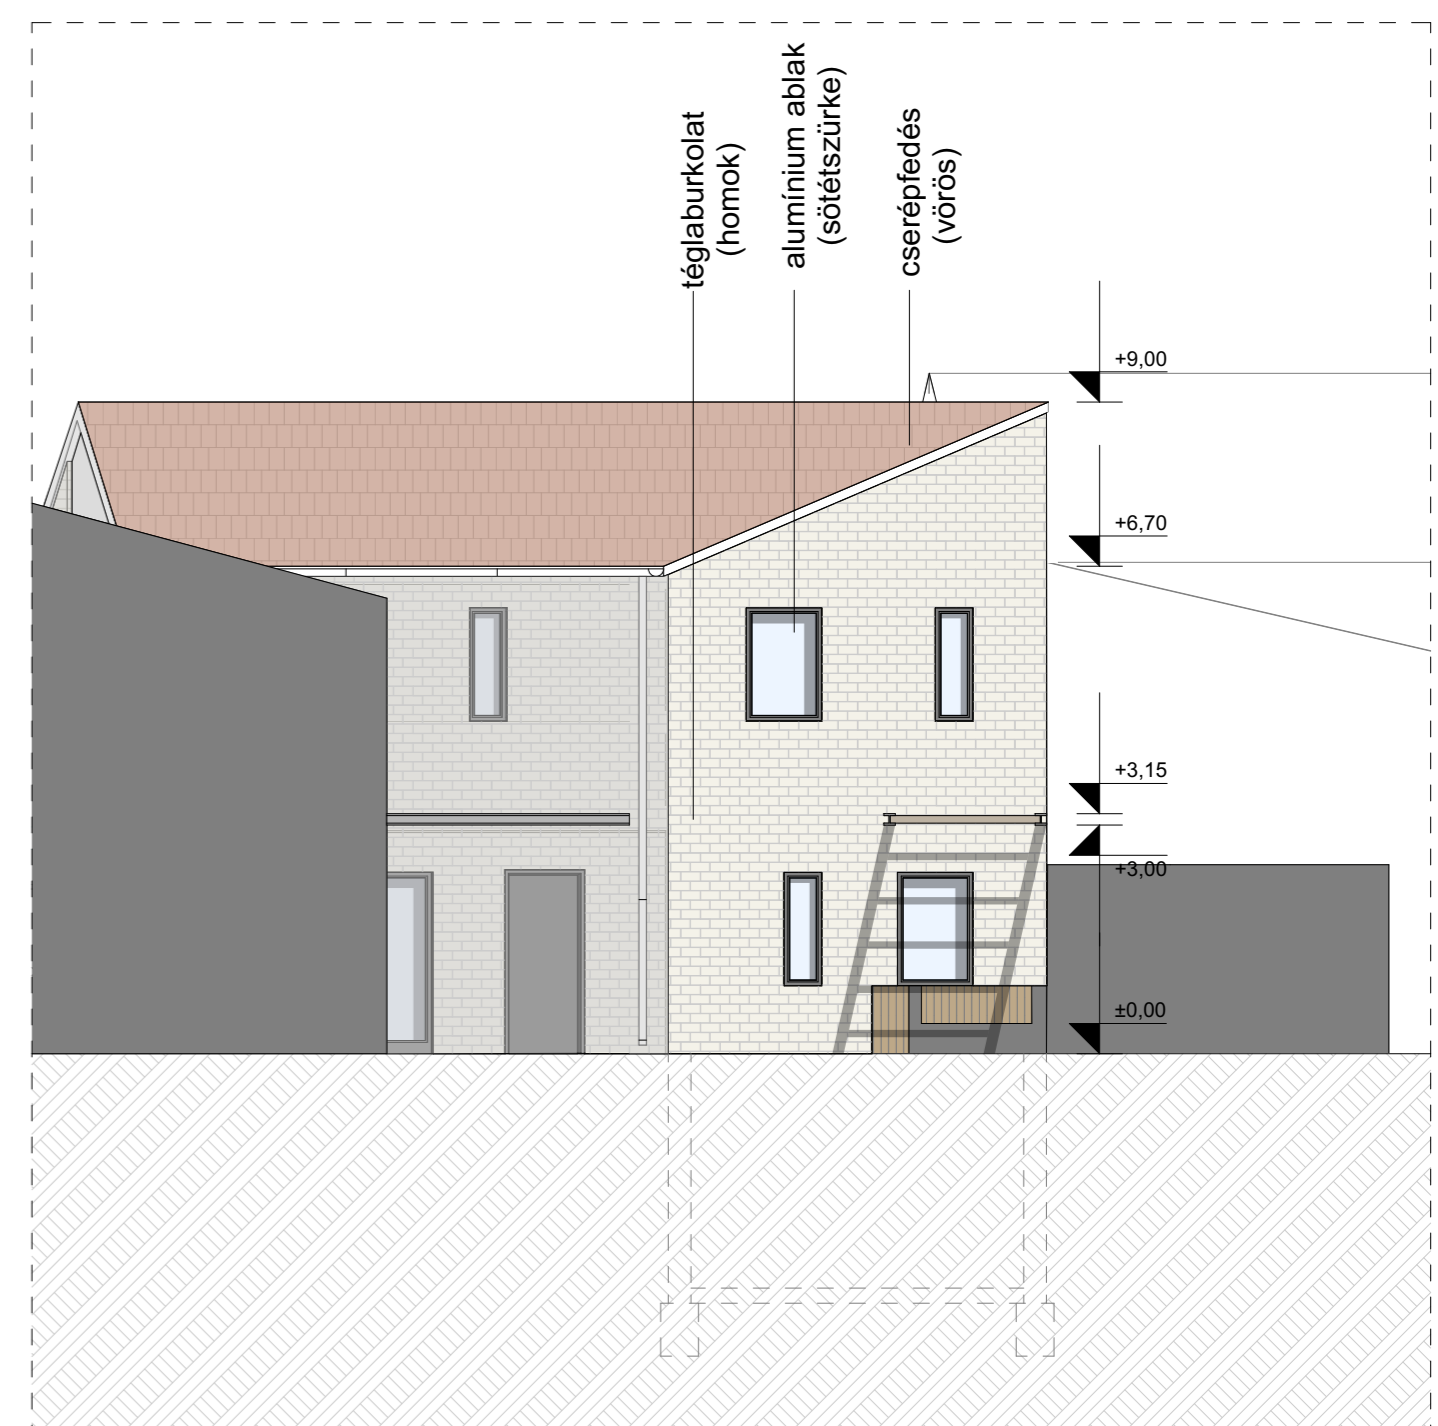 téglaburkolat
(homok)
alumínium ablak
(sötétszürke)
cserépfedés
(vörös)
+9,00
+6,70
+3,15
+3,00
±0,00